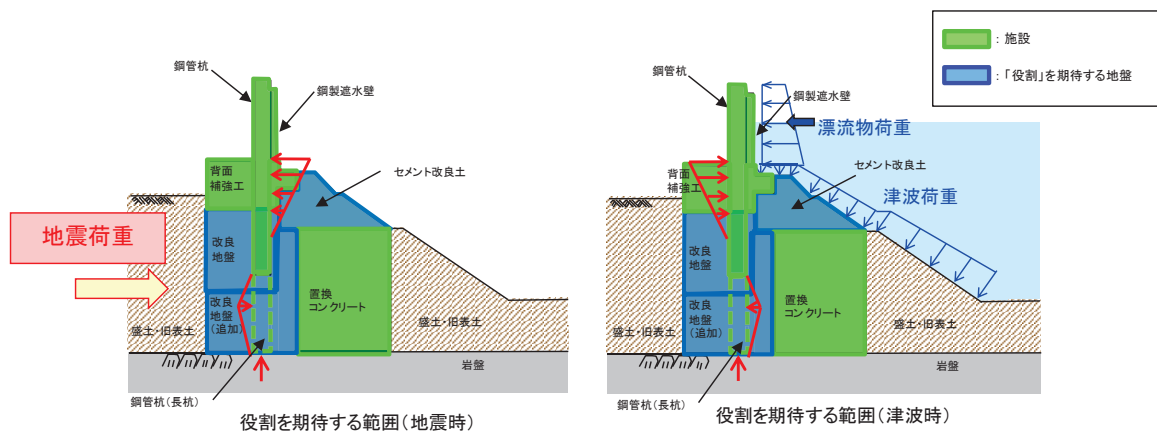 : 施設
: 「役割」を期待する地盤
鋼管杭
鋼製遮水壁
背面
補強工
セメント改良土
地震荷重
改良
地盤
改良
地盤
(追加)
置換
コンクリート
盛土・旧表土
盛土・旧表土
岩盤
鋼管杭(長杭)
役割を期待する範囲(地震時)
鋼管杭
鋼製遮水壁
漂流物荷重
背面
補強工
セメント改良土
津波荷重
改良
地盤
改良
地盤
(追加)
置換
コンクリート
盛土・旧表土
盛土・旧表土
岩盤
鋼管杭(長杭)
役割を期待する範囲(津波時)